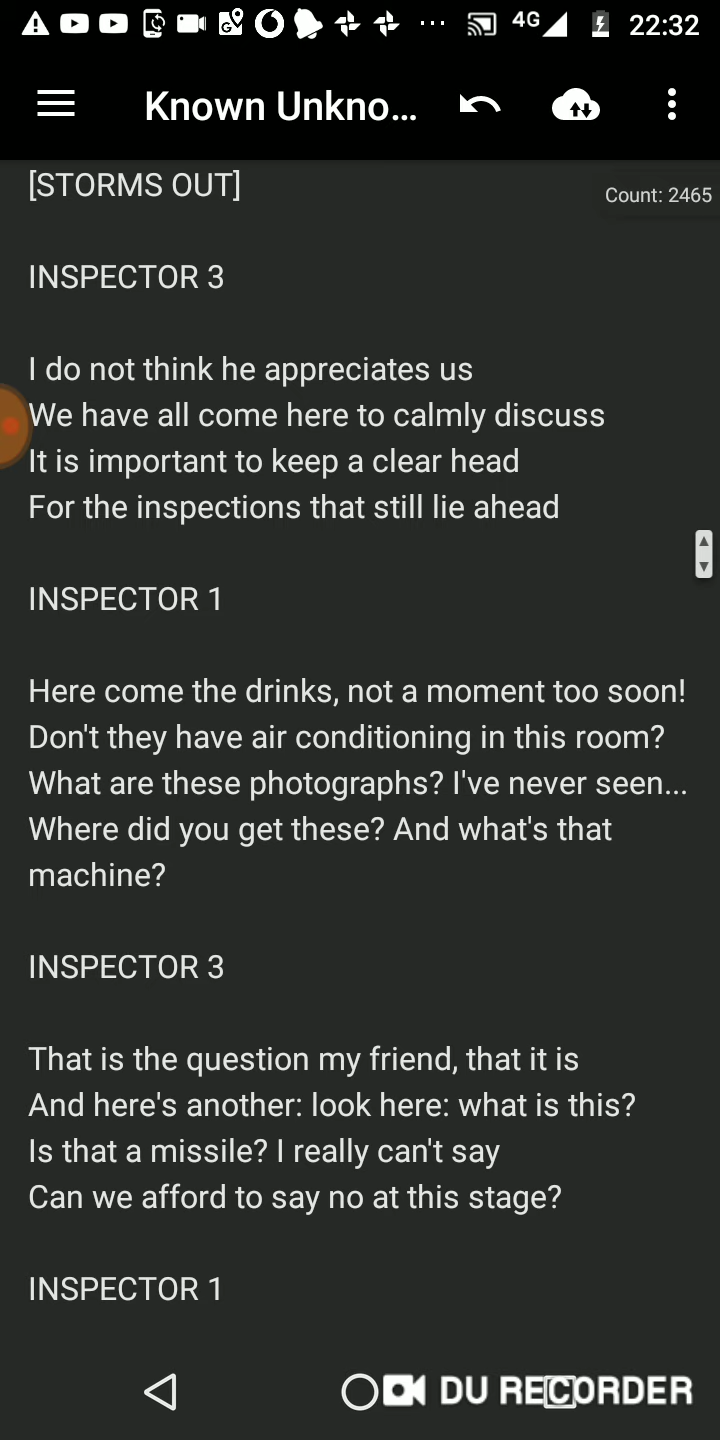 4G 22:32
Known Unkno...
[STORMS OUT]
Count: 2465
INSPECTOR 3
I do not think he appreciates us
We have all come here to calmly discuss
It is important to keep a clear head
For the inspections that still lie ahead
INSPECTOR 1
Here come the drinks, not a moment too soon!
Don't they have air conditioning in this room?
What are these photographs? I've never seen...
Where did you get these? And what's that
machine?
INSPECTOR 3
That is the question my friend, that it is
And here's another: look here: what is this?
Is that a missile? I really can't say
Can we afford to say no at this stage?
INSPECTOR 1
DU RECORDER